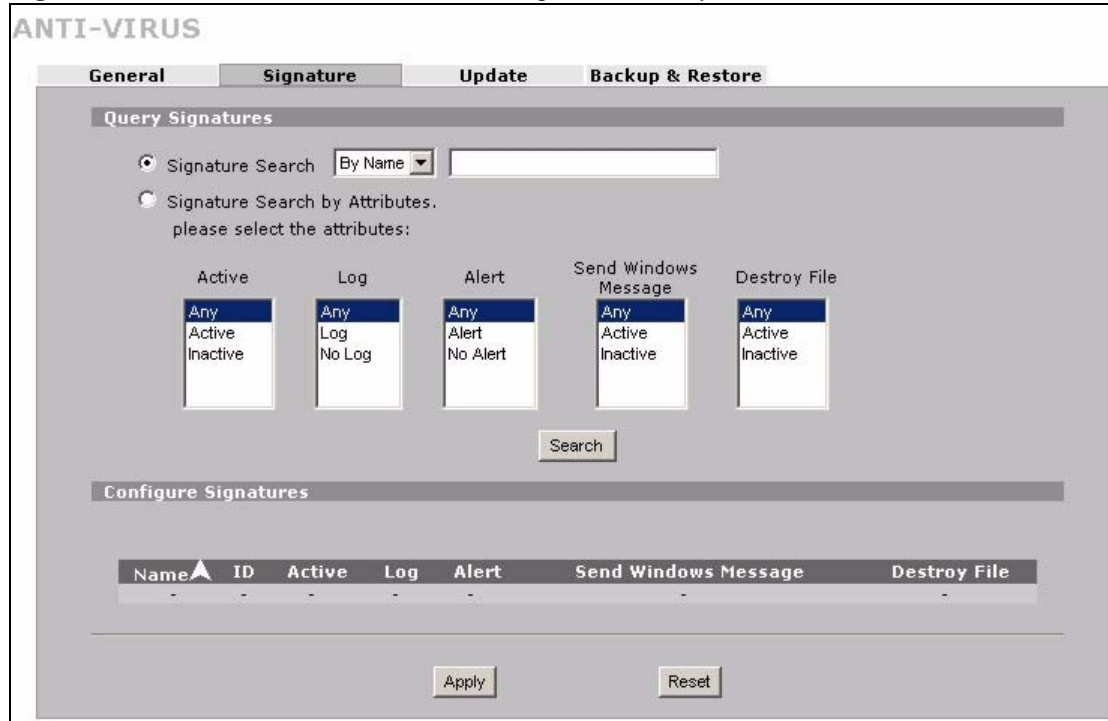 ANTI-VIRUS
General Signature Update Backup & Restore
Query Signatures
Signature Search By Name
Signature Search by Attributes.
please select the attributes:
Active Log Alert Send Windows Message Destroy File
Any Any Any Any Any
Active Log Alert Active Active
Inactive No Log No Alert Inactive Inactive
Search
Configure Signatures
Name ID Active Log Alert Send Windows Message Destroy File
- - - - - - -
Apply Reset